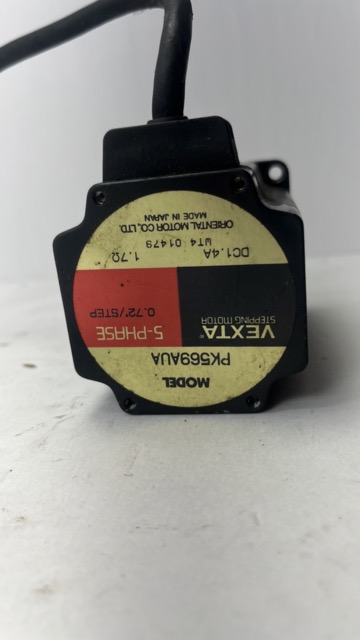 MODEL
PK569AUA
VEXTA®
STEPPING MOTOR
5-PHASE
0.72°/STEP
DC1.4A 1.7Ω
WT4 01479
ORIENTAL MOTOR CO., LTD.
MADE IN JAPAN